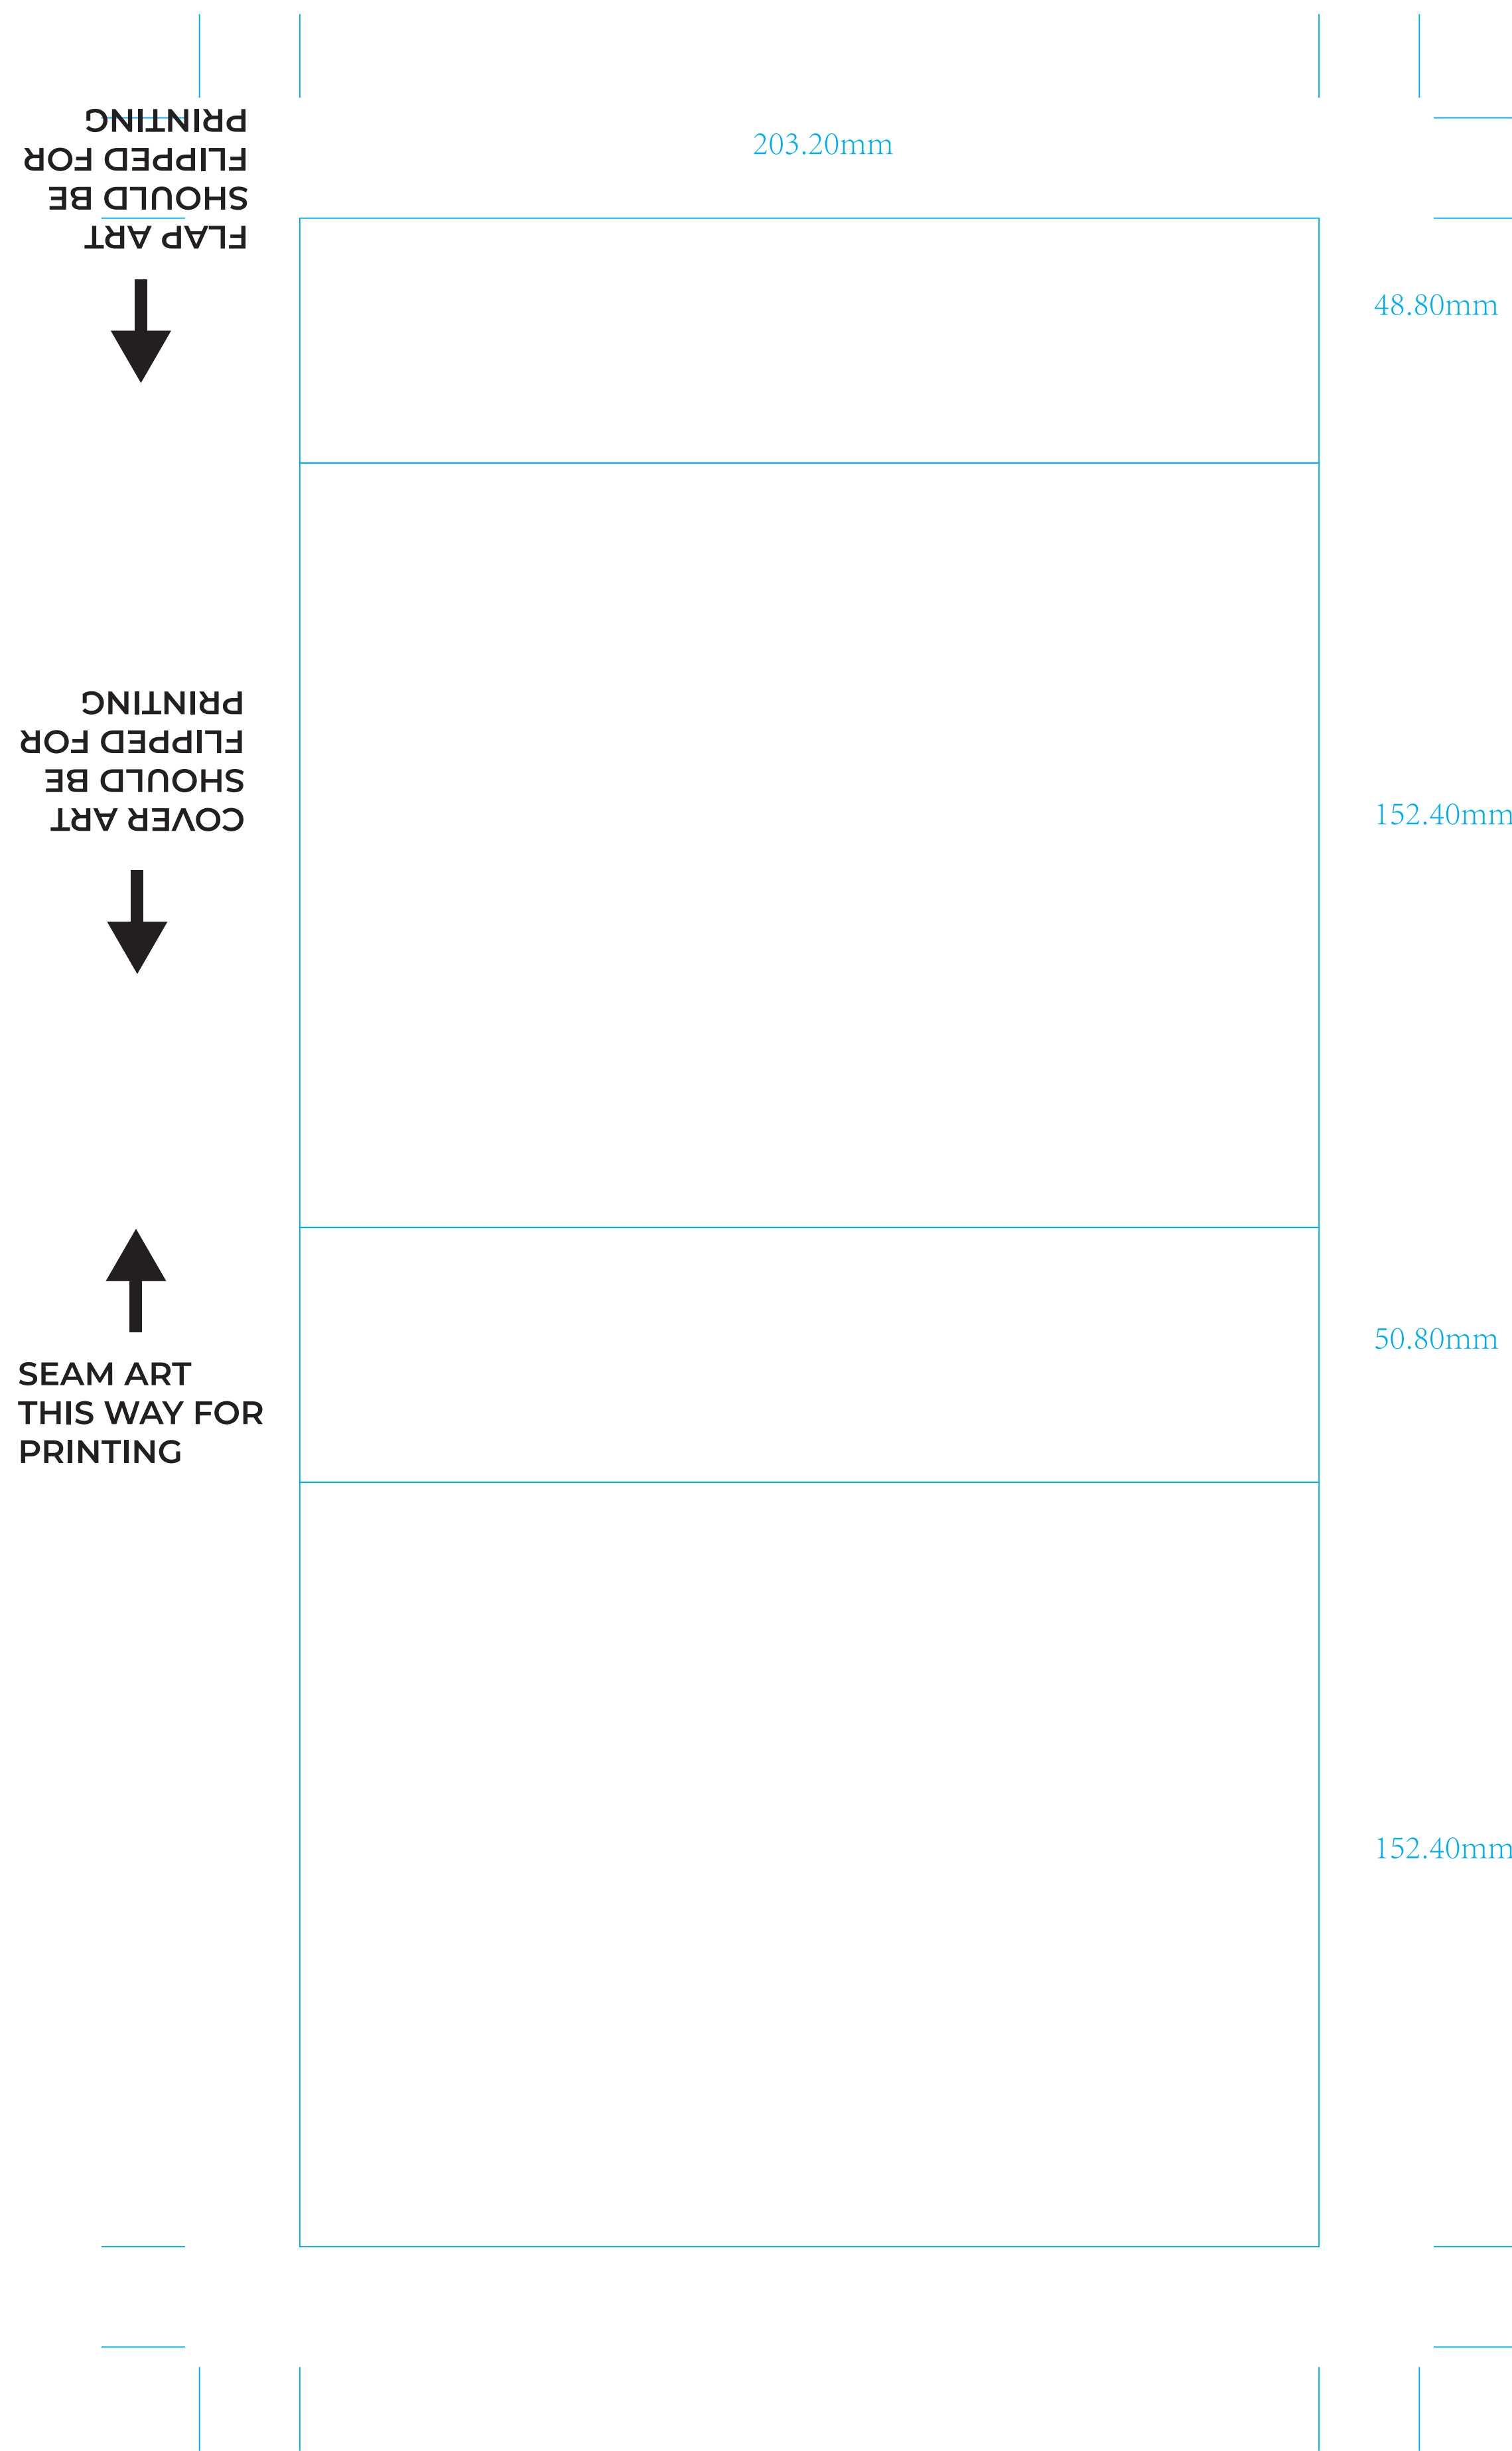 203.20mm
FLAP ART
SHOULD BE
FLIPPED FOR
PRINTING
48.80mm
COVER ART
SHOULD BE
FLIPPED FOR
PRINTING
152.40mm
SEAM ART
THIS WAY FOR
PRINTING
50.80mm
152.40mm